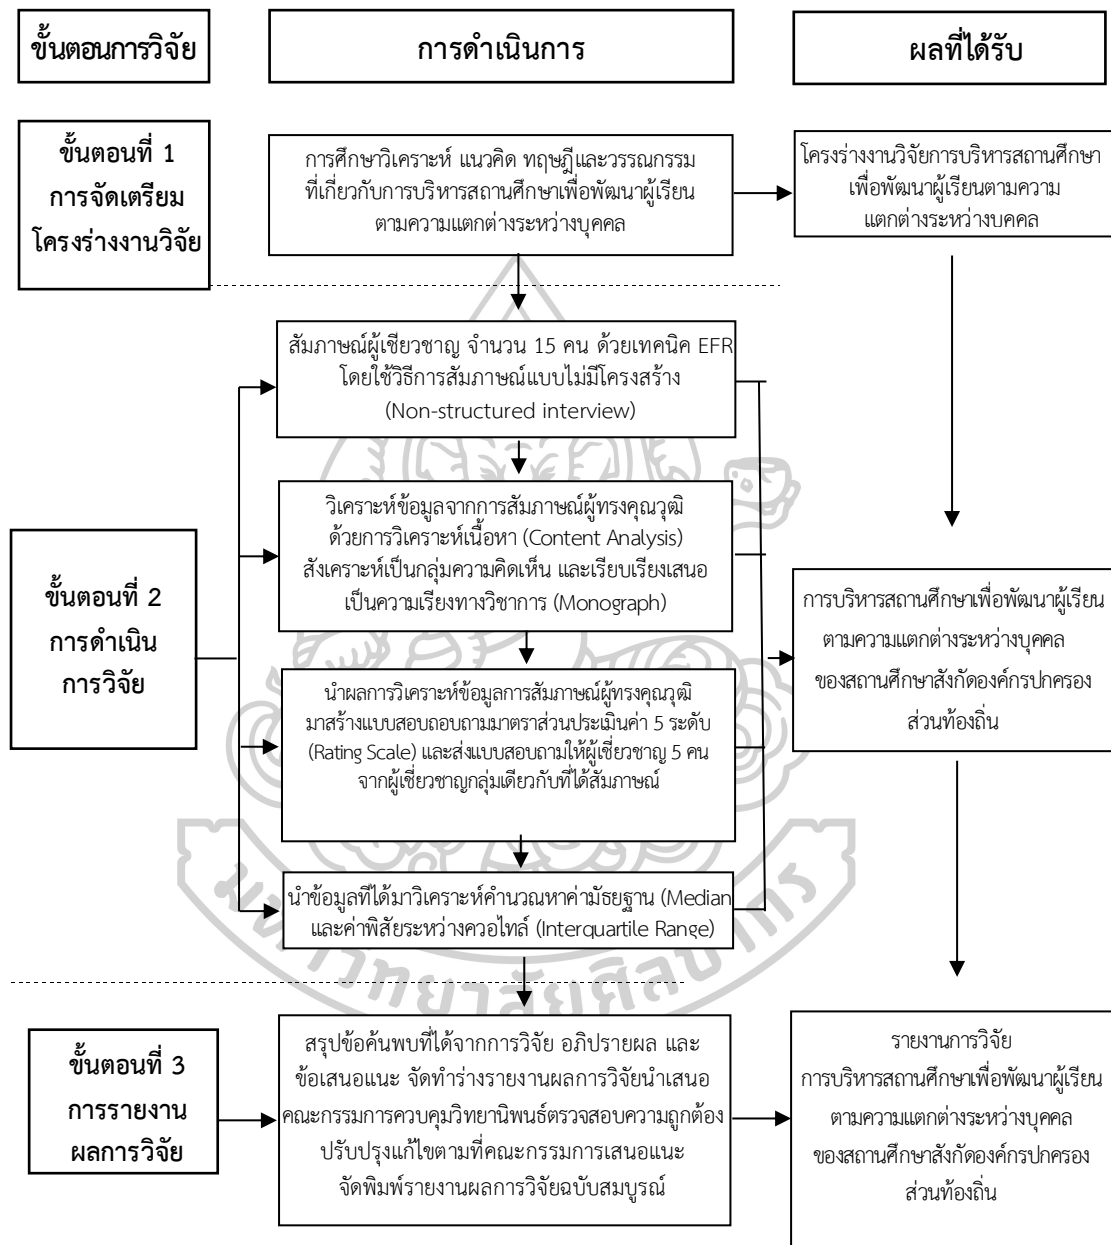 ขั้นตอนการวิจัย
การดำเนินการ
ผลที่ได้รับ
ขั้นตอนที่ 1
การจัดเตรียม
โครงร่างงานวิจัย
การศึกษาวิเคราะห์ แนวคิด ทฤษฎีและวรรณกรรม
ที่เกี่ยวกับการบริหารสถานศึกษาเพื่อพัฒนาผู้เรียน
ตามความแตกต่างระหว่างบุคคล
โครงร่างงานวิจัยการบริหารสถานศึกษา
เพื่อพัฒนาผู้เรียนตามความ
แตกต่างระหว่างบคคล
ขั้นตอนที่ 2
การดำเนิน
การวิจัย
สัมภาษณ์ผู้เชียวชาญ จำนวน 15 คน ด้วยเทคนิค EFR
โดยใช้วิธีการสัมภาษณ์แบบไม่มีโครงสร้าง
(Non-structured interview)
วิเคราะห์ข้อมูลจากการสัมภาษณ์ผู้ทรงคุณวุฒิ
ด้วยการวิเคราะห์เนื้อหา (Content Analysis)
สังเคราะห์เป็นกลุ่มความคิดเห็น และเรียบเรียงเสนอ
เป็นความเรียงทางวิชาการ (Monograph)
นำผลการวิเคราะห์ข้อมูลการสัมภาษณ์ผู้ทรงคุณวุฒิ
มาสร้างแบบสอบถอบถามมาตราส่วนประเมินค่า 5 ระดับ
(Rating Scale) และส่งแบบสอบถามให้ผู้เชี่ยวชาญ 5 คน
จากผู้เชี่ยวชาญกลุ่มเดียวกับที่ได้สัมภาษณ์
นำข้อมูลที่ได้มาวิเคราะห์คำนวณหาค่ามัธยฐาน (Median
และค่าพิสัยระหว่างควอไทล์ (Interquartile Range)
การบริหารสถานศึกษาเพื่อพัฒนาผู้เรียน
ตามความแตกต่างระหว่างบุคคล
ของสถานศึกษาสังกัดองค์กรปกครอง
ส่วนท้องถิ่น
ขั้นตอนที่ 3
การรายงาน
ผลการวิจัย
สรุปข้อค้นพบที่ได้จากการวิจัย อภิปรายผล และ
ข้อเสนอแนะ จัดทำร่างรายงานผลการวิจัยนำเสนอ
คณะกรรมการควบคุมวิทยานิพนธ์ตรวจสอบความถูกต้อง
ปรับปรุงแก้ไขตามที่คณะกรรมการเสนอแนะ
จัดพิมพ์รายงานผลการวิจัยฉบับสมบูรณ์
รายงานการวิจัย
การบริหารสถานศึกษาเพื่อพัฒนาผู้เรียน
ตามความแตกต่างระหว่างบุคคล
ของสถานศึกษาสังกัดองค์กรปกครอง
ส่วนท้องถิ่น
มหาวิทยาลัยศิลปากร